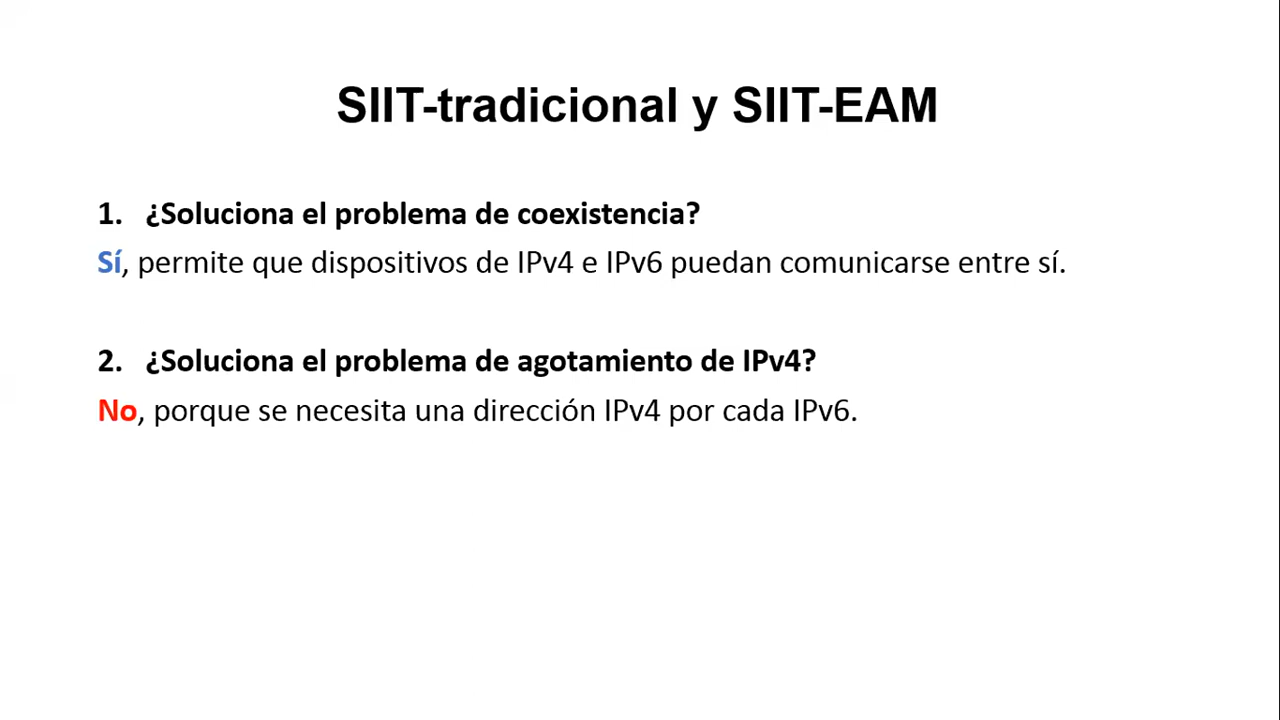 SIIT-tradicional y SIIT-EAM
1. ¿Soluciona el problema de coexistencia?
Sí, permite que dispositivos de IPv4 e IPv6 puedan comunicarse entre sí.
2. ¿Soluciona el problema de agotamiento de IPv4?
No, porque se necesita una dirección IPv4 por cada IPv6.